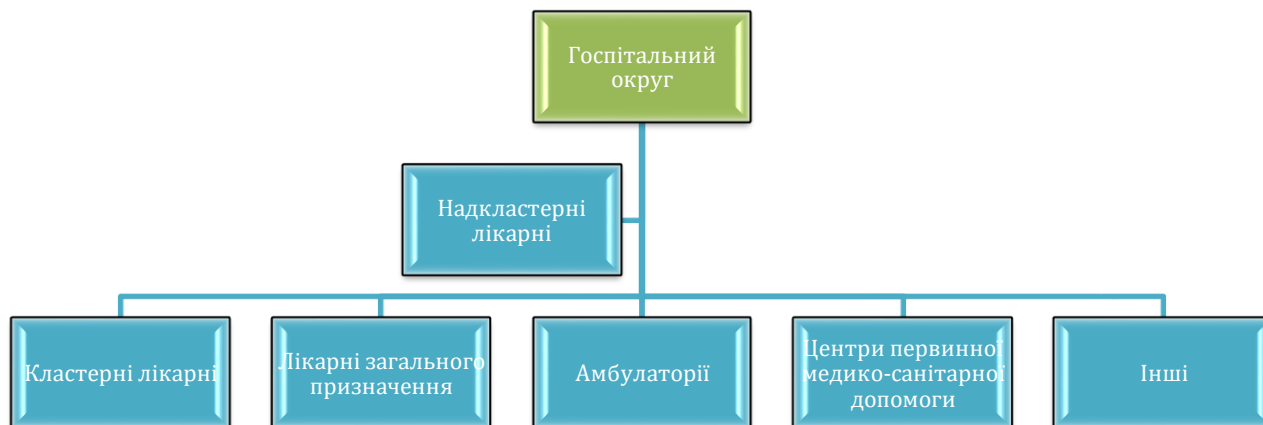 Госпітальний
округ
Надкластерні
лікарні
Кластерні лікарні
Лікарні загального
призначення
Амбулаторії
Центри первинної
медико-санітарної
допомоги
Інші